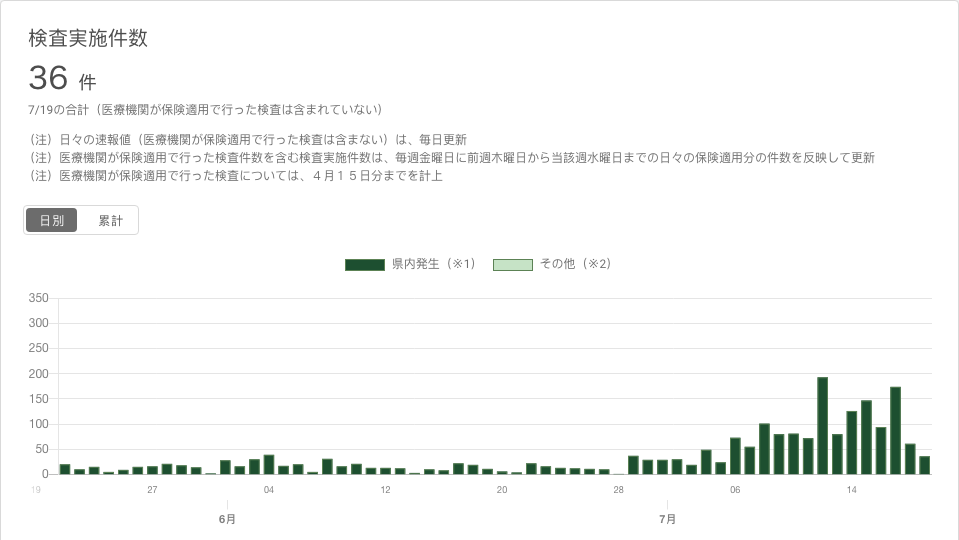 検査実施件数
36 件
7/19の合計（医療機関が保険適用で行った検査は含まれていない）
（注）日々の速報値（医療機関が保険適用で行った検査は含まない）は、毎日更新
（注）医療機関が保険適用で行った検査件数を含む検査実施件数は、毎週金曜日に前週木曜日から当該週水曜日までの日々の保険適用分の件数を反映して更新
（注）医療機関が保険適用で行った検査については、４月１５日分までを計上
日別 累計
県内発生（※1） その他（※2）
350
300
250
200
150
100
50
0
19 27 04 12 20 28 06 14
6月 7月